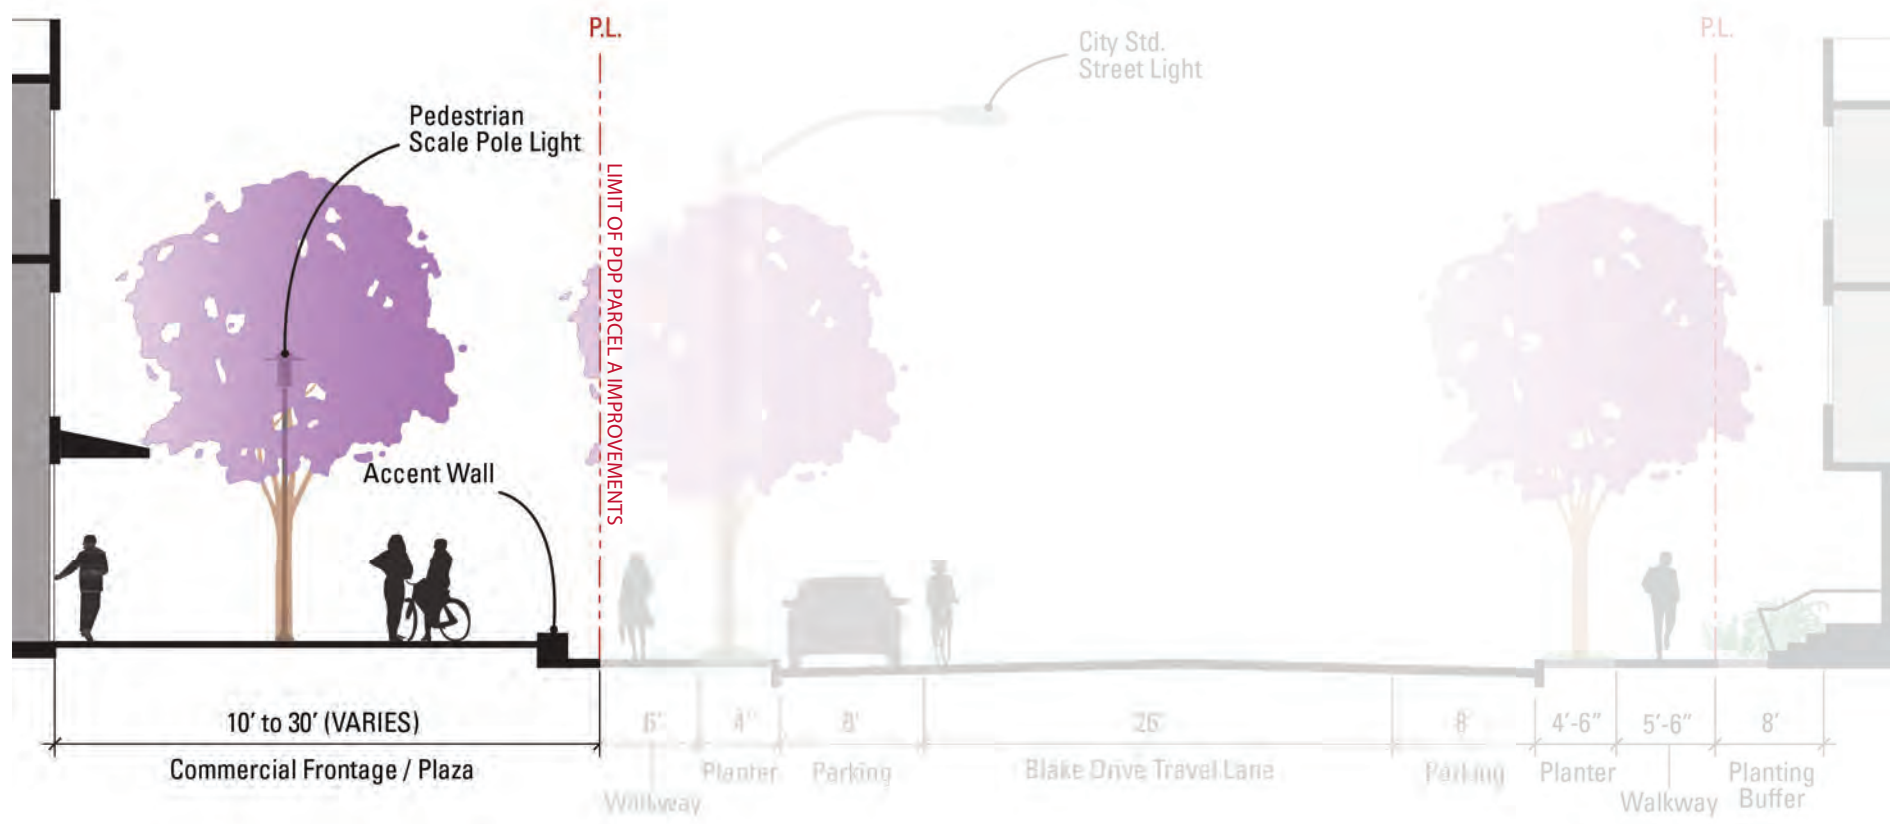 P.L.
P.L.
City Std.
Street Light
Pedestrian
Scale Pole Light
LIMIT OF PDP PARCEL A IMPROVEMENTS
Accent Wall
10’ to 30’ (VARIES)
6' 4' 8' 26' 8' 4’-6” 5’-6” 8’
Commercial Frontage / Plaza
Planter Parking Blake Drive Travel Lane Parking Planter Planting
Buffer
Walkway Walkway